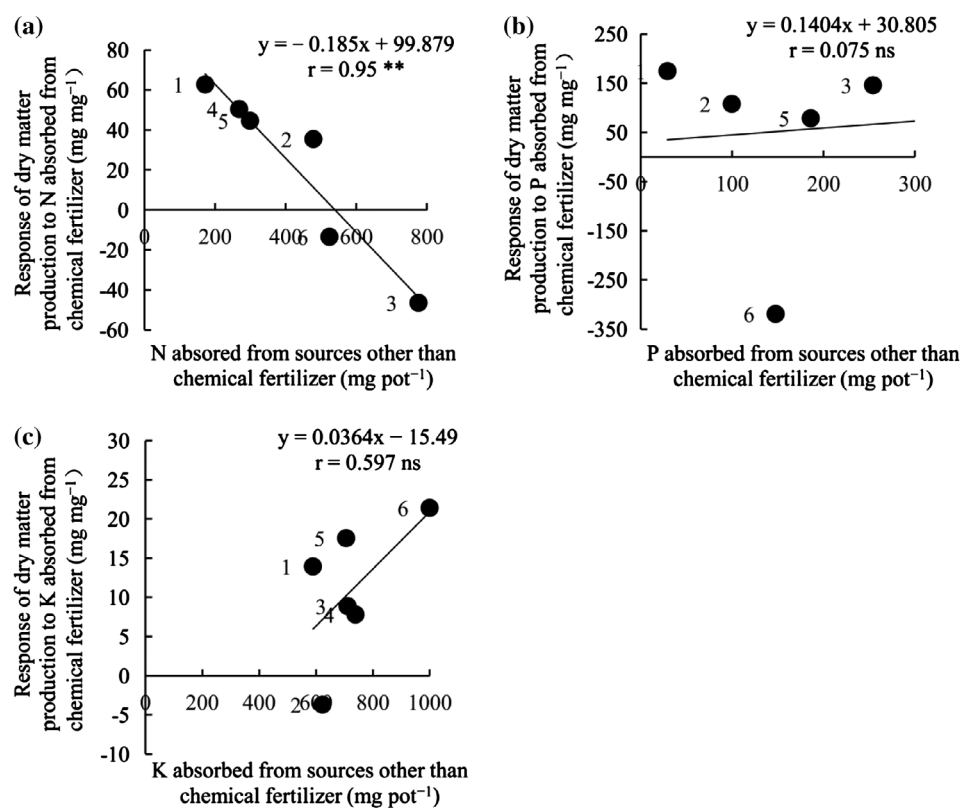 (a)
y = − 0.185x + 99.879
r = 0.95 **
Response of dry matter
production to N absorbed from
chemical fertilizer (mg mg⁻¹)
80
60
40
20
0
-20
-40
-60
0
200
400
600
800
1
4
5
2
6
3
N absored from sources other than
chemical fertilizer (mg pot⁻¹)
(b)
y = 0.1404x + 30.805
r = 0.075 ns
Response of dry matter
production to P absorbed from
chemical fertilizer (mg mg⁻¹)
250
150
50
-50
-150
-250
-350
0
100
200
300
2
5
3
6
P absorbed from sources other than
chemical fertilizer (mg pot⁻¹)
(c)
y = 0.0364x − 15.49
r = 0.597 ns
Response of dry matter
production to K absorbed from
chemical fertilizer (mg mg⁻¹)
30
25
20
15
10
5
0
-5
-10
0
200
400
600
800
1000
6
5
1
3
4
2
K absorbed from sources other than
chemical fertilizer (mg pot⁻¹)